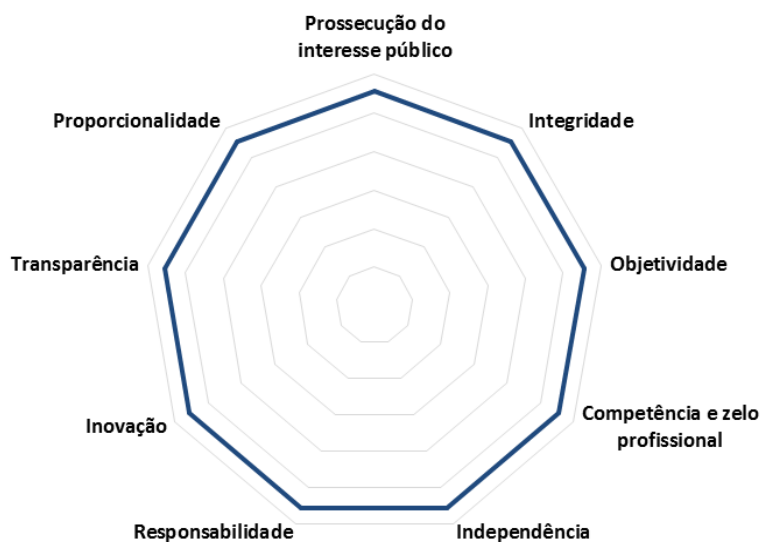 Prossecução do
interesse público
Integridade
Objetividade
Competência e zelo
profissional
Independência
Responsabilidade
Inovação
Transparência
Proporcionalidade